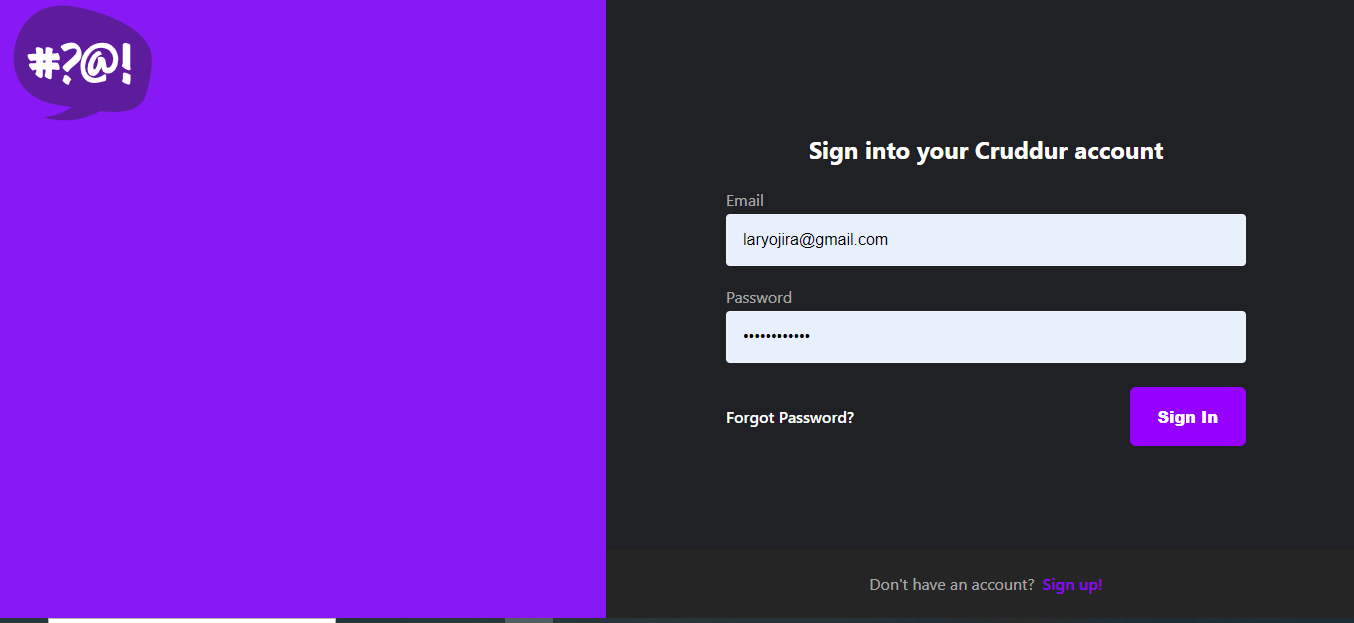 #?@!
Sign into your Cruddur account
Email
laryojira@gmail.com
Password
••••••••••••
Forgot Password?
Sign In
Don't have an account? Sign up!